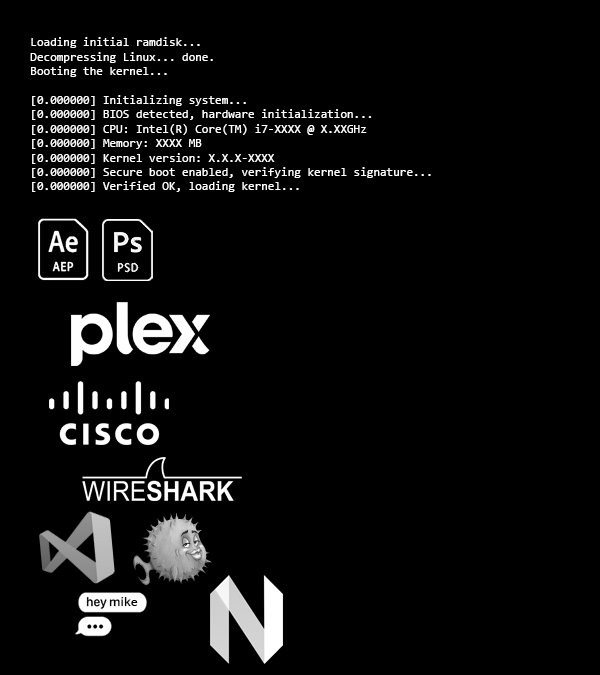 Loading initial ramdisk...
Decompressing Linux... done.
Booting the kernel...
[0.000000] Initializing system...
[0.000000] BIOS detected, hardware initialization...
[0.000000] CPU: Intel(R) Core(TM) i7-XXXX @ X.XXGHz
[0.000000] Memory: XXXX MB
[0.000000] Kernel version: X.X.X-XXXX
[0.000000] Secure boot enabled, verifying kernel signature...
[0.000000] Verified OK, loading kernel...
Ae Ps
AEP PSD
plex
CISCO
WIRESHARK
hey mike
•••
N